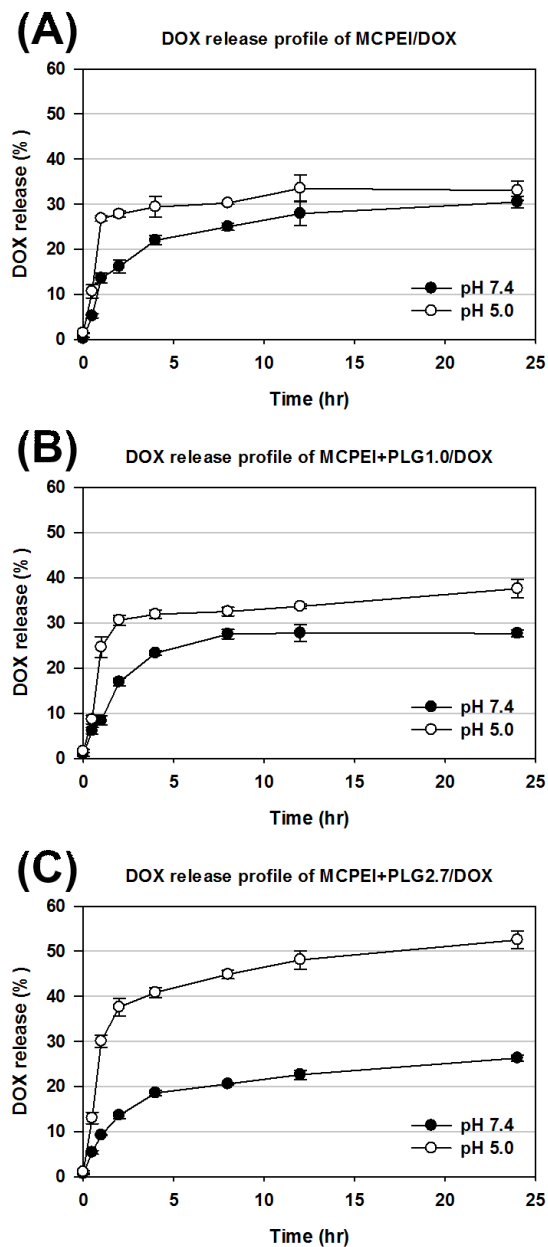 (A)
DOX release profile of MCPEI/DOX
60
50
40
30
20
10
0
DOX release (% )
pH 7.4
pH 5.0
0 5 10 15 20 25
Time (hr)
(B)
DOX release profile of MCPEI+PLG1.0/DOX
60
50
40
30
20
10
0
DOX release (% )
pH 7.4
pH 5.0
0 5 10 15 20 25
Time (hr)
(C)
DOX release profile of MCPEI+PLG2.7/DOX
60
50
40
30
20
10
0
DOX release (% )
pH 7.4
pH 5.0
0 5 10 15 20 25
Time (hr)